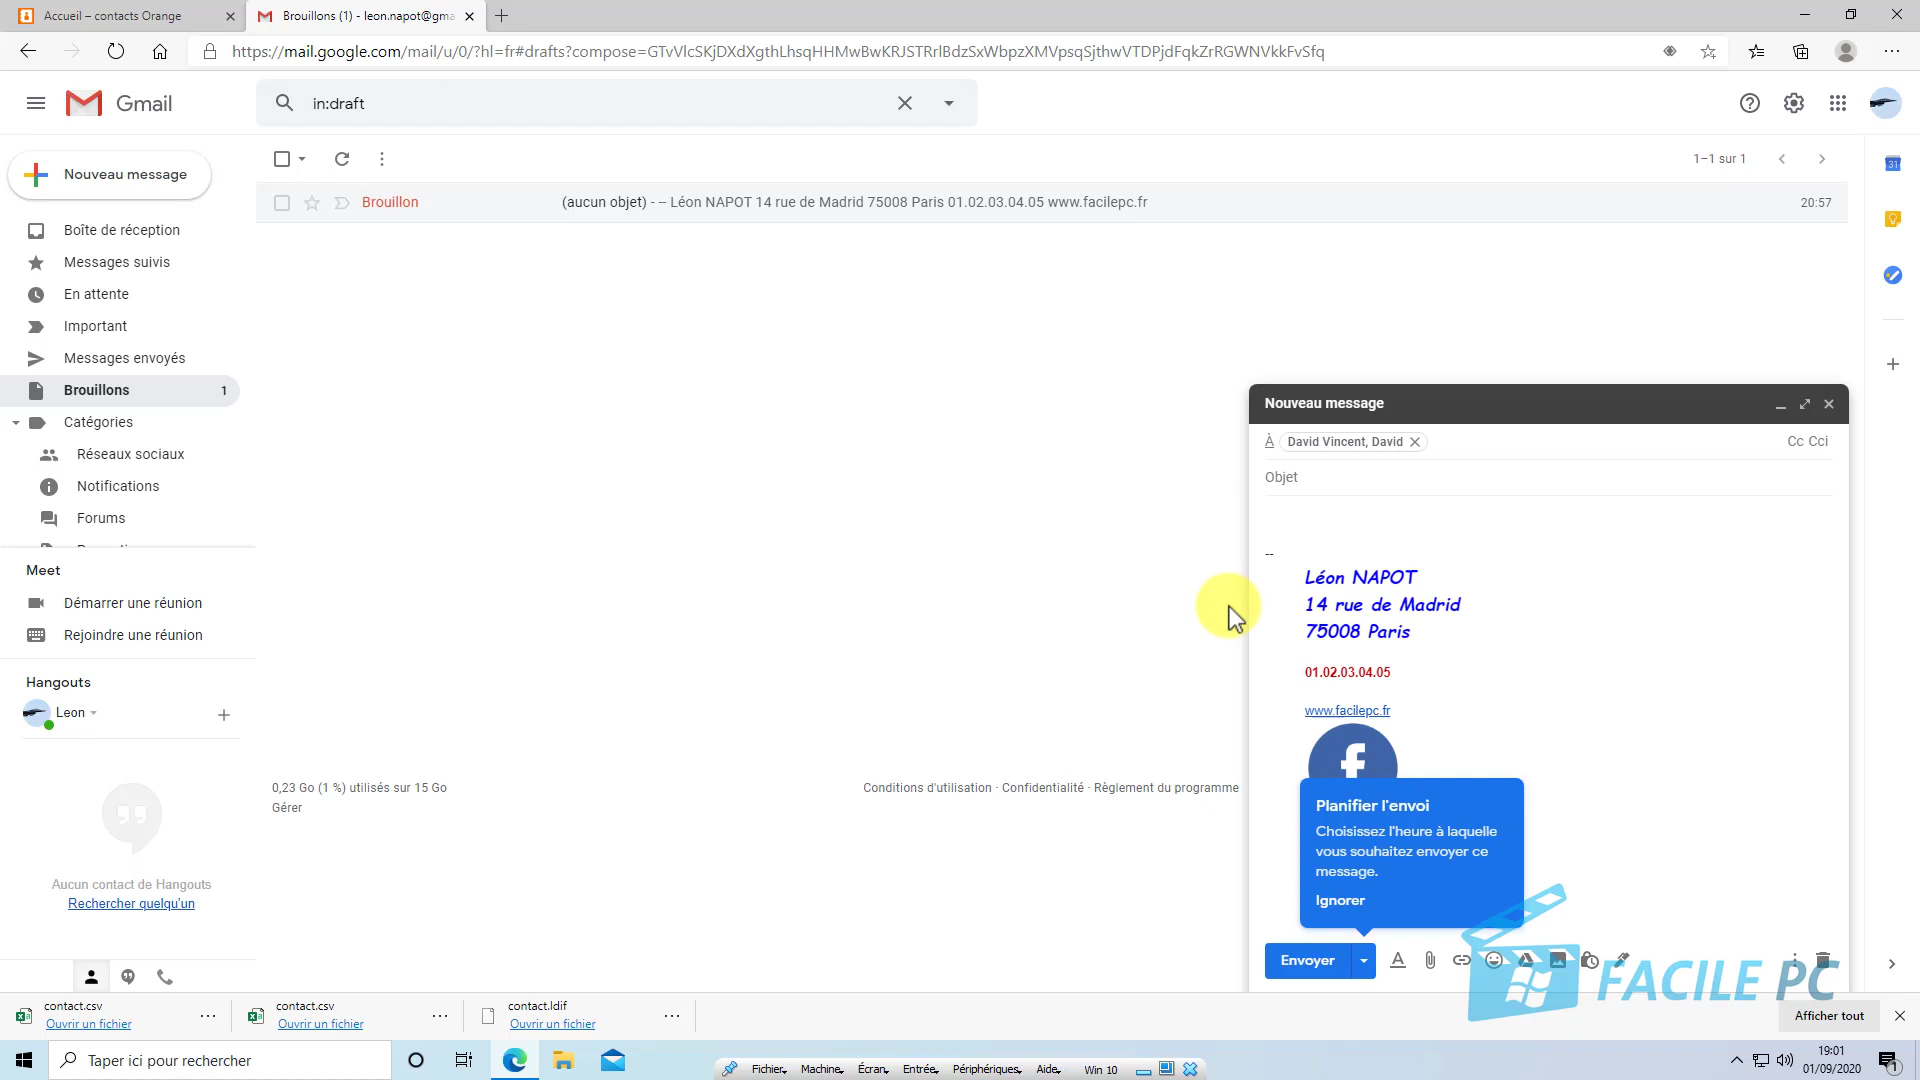 Accueil – contacts Orange
Brouillons (1) - leon.napot@gma
https://mail.google.com/mail/u/0/?hl=fr#drafts?compose=GTvVlcSKjDXdXgthLhsqHHMwBwKRJSTRrlBdzSxWbpzXMVpsqSjthwVTDPjdFqkZrRGWNVkkFvSfq
Gmail
in:draft
Nouveau message
1–1 sur 1
Brouillon
(aucun objet) - -- Léon NAPOT 14 rue de Madrid 75008 Paris 01.02.03.04.05 www.facilepc.fr
20:57
31
Boîte de réception
Messages suivis
En attente
Important
Messages envoyés
Brouillons
1
Catégories
Réseaux sociaux
Notifications
Forums
Meet
Démarrer une réunion
Rejoindre une réunion
Hangouts
Leon
Aucun contact de Hangouts
Rechercher quelqu'un
0,23 Go (1 %) utilisés sur 15 Go
Gérer
Conditions d'utilisation · Confidentialité · Règlement du programme
Nouveau message
À
David Vincent, David
Cc Cci
Objet
--
Léon NAPOT
14 rue de Madrid
75008 Paris
01.02.03.04.05
www.facilepc.fr
f
Planifier l'envoi
Choisissez l'heure à laquelle
vous souhaitez envoyer ce
message.
Ignorer
Envoyer
FACILE PC
contact.csv
Ouvrir un fichier
contact.csv
Ouvrir un fichier
contact.ldif
Ouvrir un fichier
Afficher tout
Taper ici pour rechercher
Fichier
Machine
Écran
Entrée
Périphériques
Aide
Win 10
19:01
01/09/2020
1